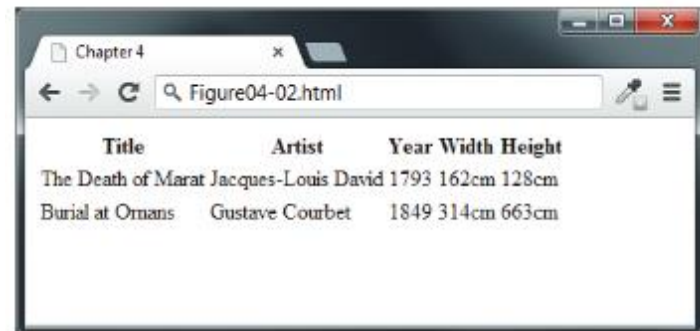 Chapter 4
Figure04-02.html
Title Artist Year Width Height
The Death of Marat Jacques-Louis David 1793 162cm 128cm
Burial at Ornans Gustave Courbet 1849 314cm 663cm